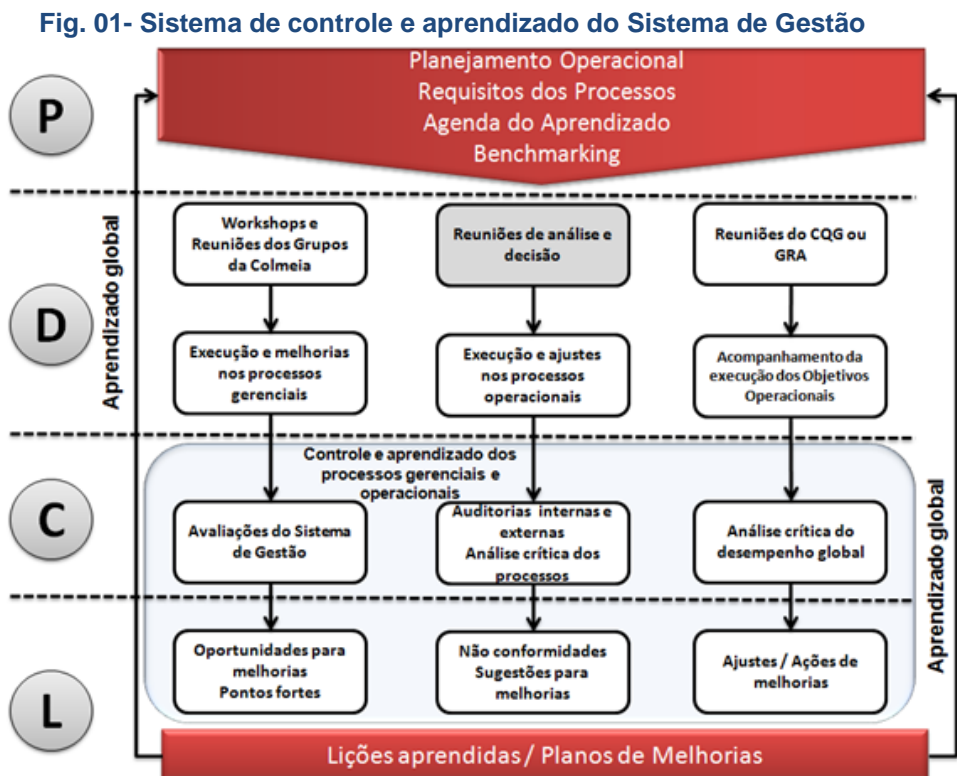 Fig. 01- Sistema de controle e aprendizado do Sistema de Gestão
P
Planejamento Operacional
Requisitos dos Processos
Agenda do Aprendizado
Benchmarking
Aprendizado global
D
Workshops e
Reuniões dos Grupos
da Colmeia
Reuniões de análise e
decisão
Reuniões do CQG ou
GRA
Execução e melhorias
nos processos
gerenciais
Execução e ajustes
nos processos
operacionais
Acompanhamento da
execução dos Objetivos
Operacionais
C
Controle e aprendizado dos
processos gerenciais e
operacionais
Avaliações do Sistema
de Gestão
Auditorias internas e
externas
Análise crítica dos
processos
Análise crítica do
desempenho global
Aprendizado global
L
Oportunidades para
melhorias
Pontos fortes
Não conformidades
Sugestões para
melhorias
Ajustes / Ações de
melhorias
Lições aprendidas / Planos de Melhorias